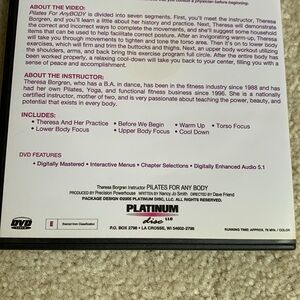 a physician before beginning.
ABOUT THE VIDEO:
Pilates For AnyBODY is divided into seven segments. First, you'll meet the instructor, Theresa
Borgren, and you'll learn a little about her history and practice. Next, Theresa will demonstrate
the correct and incorrect ways to complete the movements, and she'll suggest some household
items that can be used to help facilitate correct posture. After an invigorating warm-up, Theresa
will take you through movements to tighten and tone the torso area. Then it's on to lower body
exercises, which will firm and trim the buttocks and thighs. Next, an upper body workout utilizing
the shoulders, arms, and back bring this exercise program full circle. After the entire body has
been worked properly, a relaxing cool-down will take you back to your center, filling you with a
sense of peace and accomplishment.
ABOUT THE INSTRUCTOR:
Theresa Borgren, who has a B.A. in dance, has been in the fitness industry since 1988 and has
had her own Pilates, Yoga, and functional fitness business since 1996. She is a nationally
certified instructor, mother of two, and is very passionate about teaching the power, beauty, and
potential that exists in every body.
INCLUDES:
• Theresa And Her Practice • Before We Begin • Warm Up • Torso Focus
• Lower Body Focus • Upper Body Focus • Cool Down
DVD FEATURES
• Digitally Mastered • Interactive Menus • Chapter Selections • Digitally Enhanced Audio 5.1
Theresa Borgren Instructor PILATES FOR ANY BODY
PRODUCED BY Precision Powerhouse WRITTEN BY Nancy Jo Smith DIRECTED BY Dave Friend
PACKAGE DESIGN ©2005 PLATINUM DISC, LLC. ALL RIGHTS RESERVED.
DVD
E Exempt from Classification
PLATINUM
disc LLC
P.O. BOX 2798 • LA CROSSE, WI 54602-2798
RUNNING TIME: APPROX. 75 MIN. / COLOR